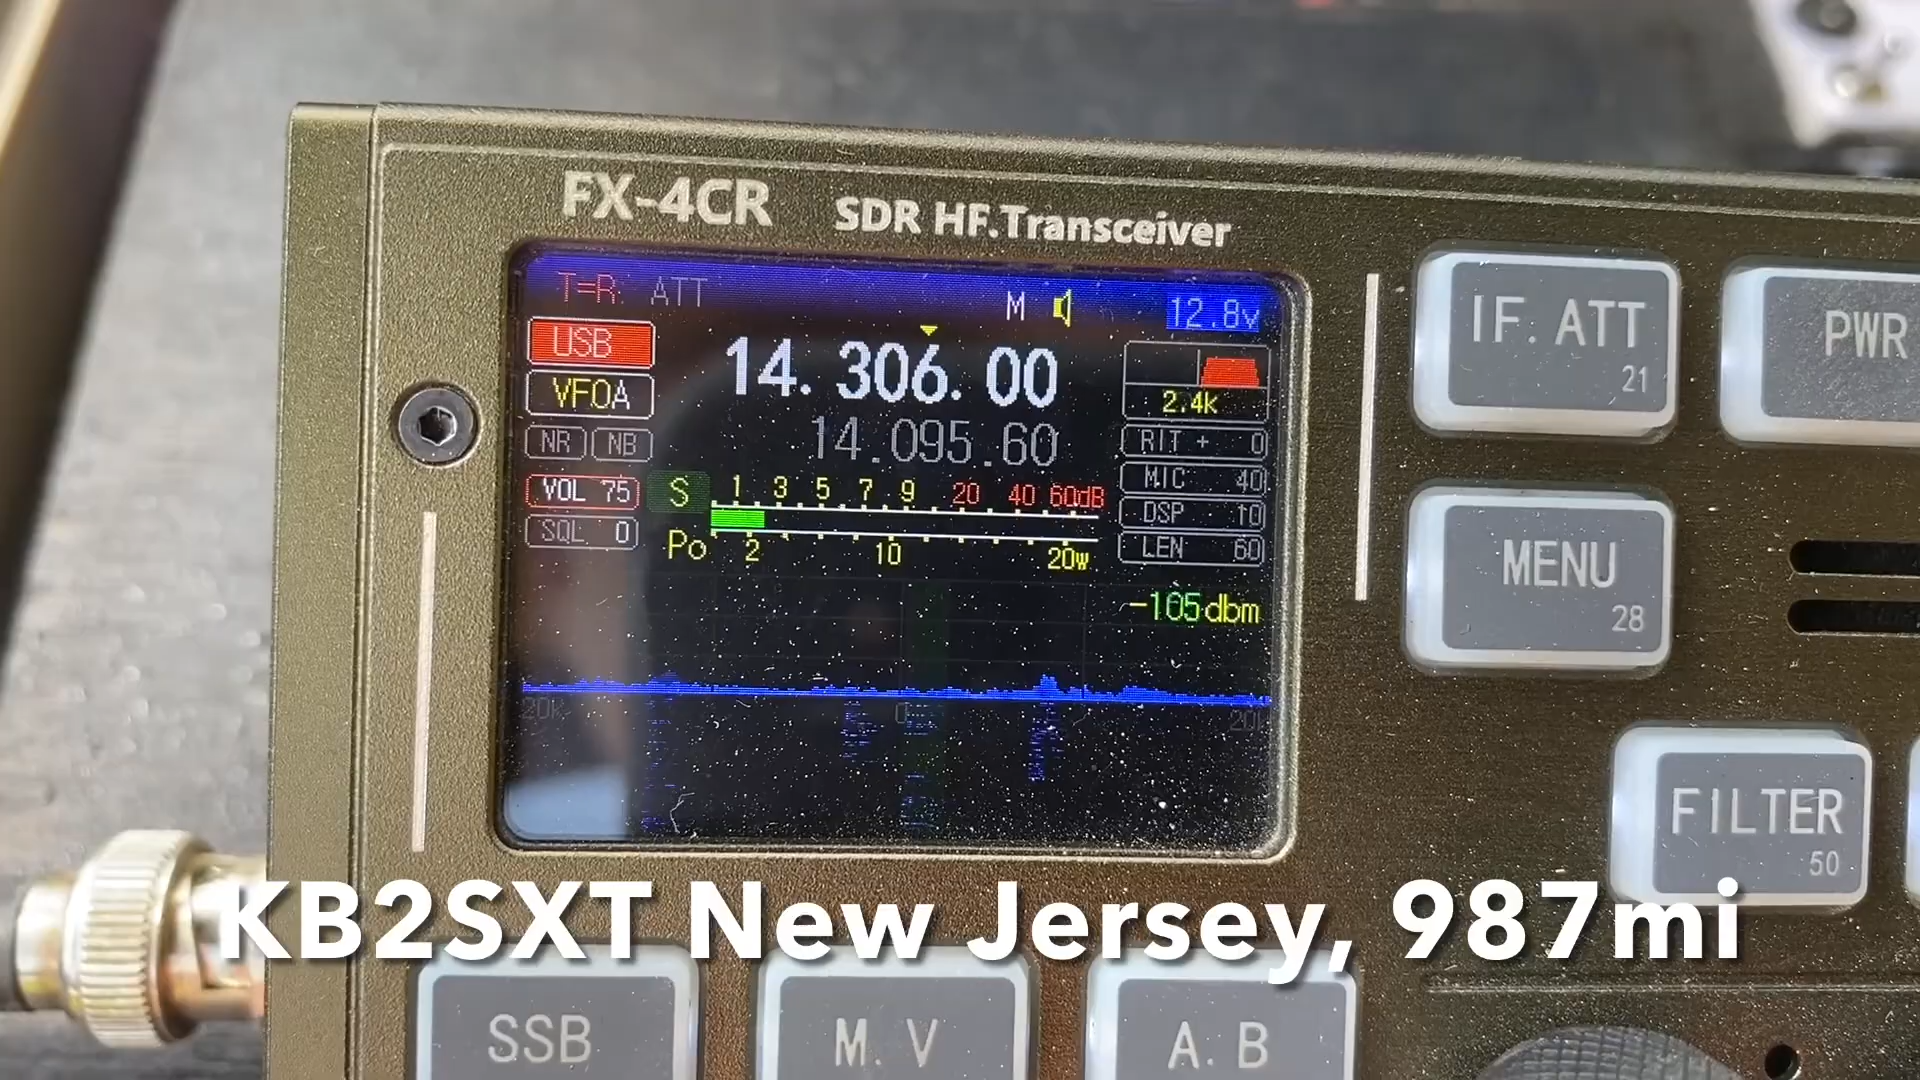 FX-4CR SDR HF.Transceiver
T=R ATT M 12.8v
USB 14.306.00
VFOA 2.4K
14.095.60
NR NB RIT + 0
VOL 75 S 1 3 5 7 9 20 40 60dB MIC 40
SQL 0 DSP 10
Po 2 10 20w LEN 60
-105dbm
20k 0
IF.ATT
21
PWR
MENU
28
FILTER
50
KB2SXT New Jersey, 987mi
SSB M.V A.B